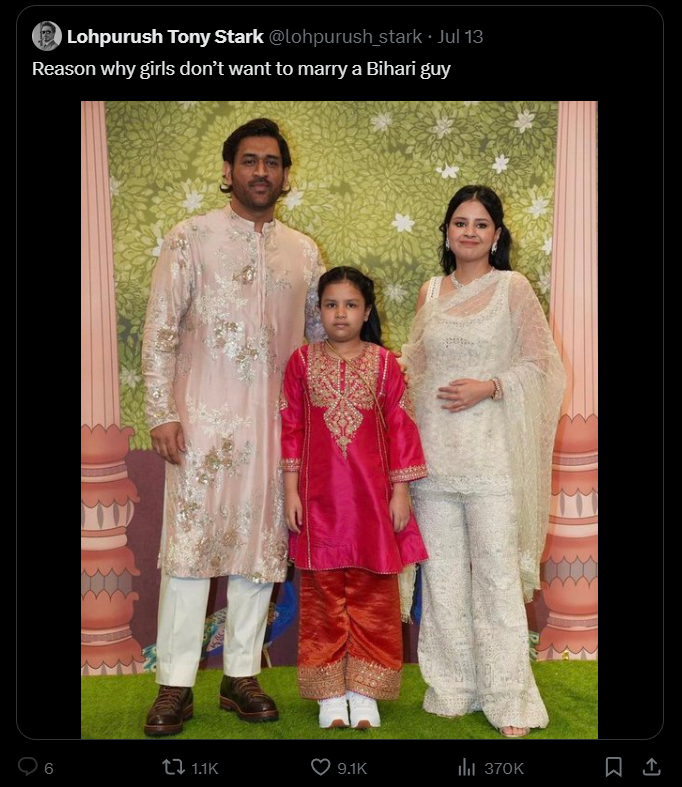 Lohpurush Tony Stark @lohpurush_stark · Jul 13
Reason why girls don’t want to marry a Bihari guy
6 1.1K 9.1K 370K